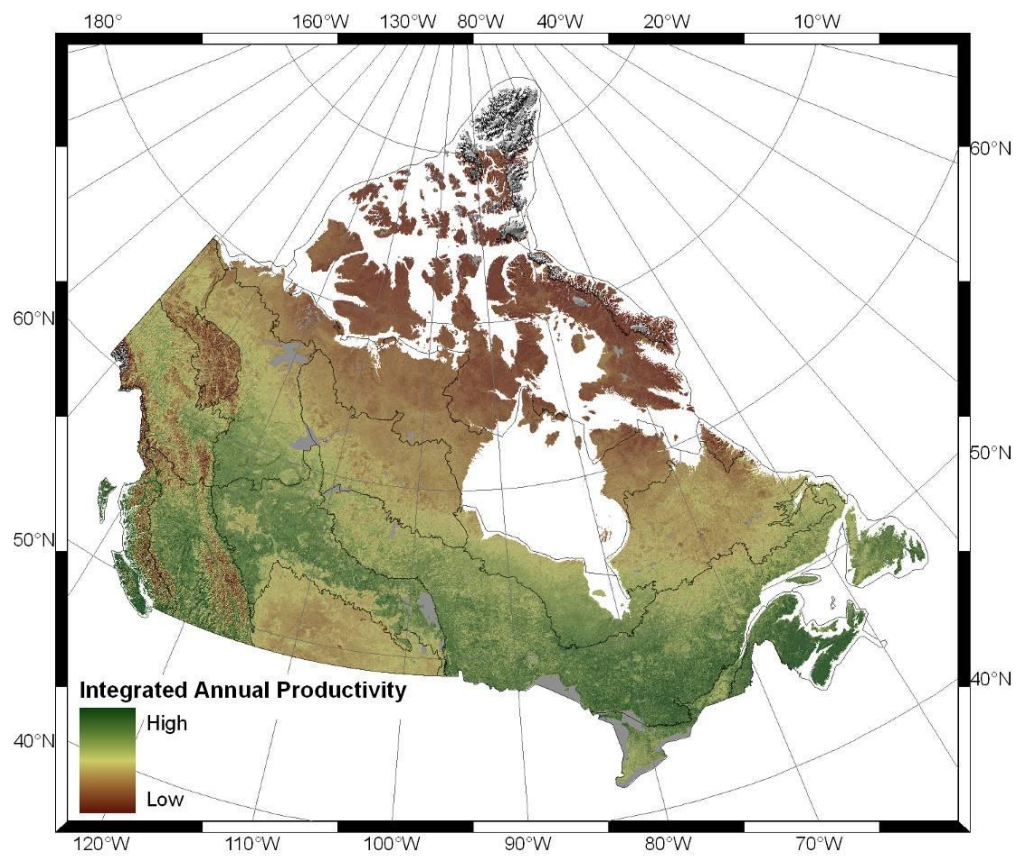 180° 160°W 130°W 80°W 40°W 20°W 10°W
60°N
60°N
50°N
50°N
40°N
40°N
Integrated Annual Productivity
High
Low
120°W 110°W 100°W 90°W 80°W 70°W